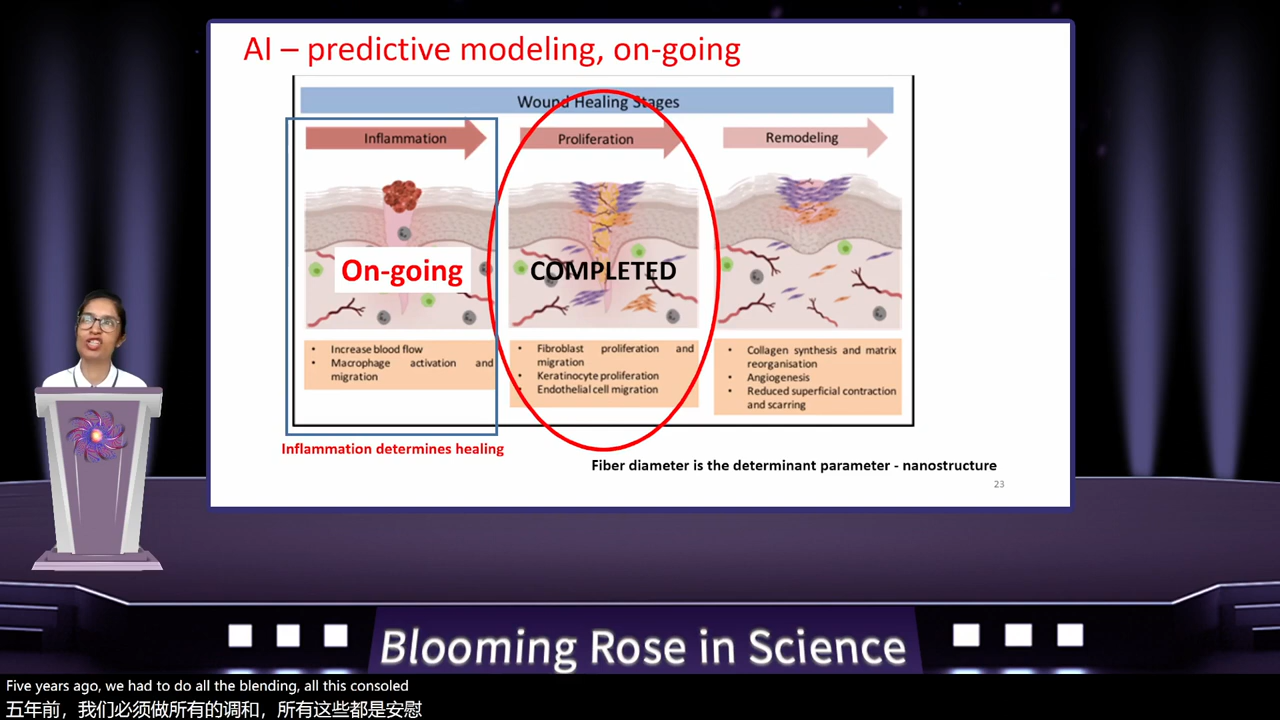 AI – predictive modeling, on-going
Wound Healing Stages
Inflammation
Proliferation
Remodeling
On-going
COMPLETED
• Increase blood flow
• Macrophage activation and
migration
• Fibroblast proliferation and
migration
• Keratinocyte proliferation
• Endothelial cell migration
• Collagen synthesis and matrix
reorganisation
• Angiogenesis
• Reduced superficial contraction
and scarring
Inflammation determines healing
Fiber diameter is the determinant parameter - nanostructure
23
Blooming Rose in Science
Five years ago, we had to do all the blending, all this consoled
五年前，我们必须做所有的调和，所有这些都是安慰